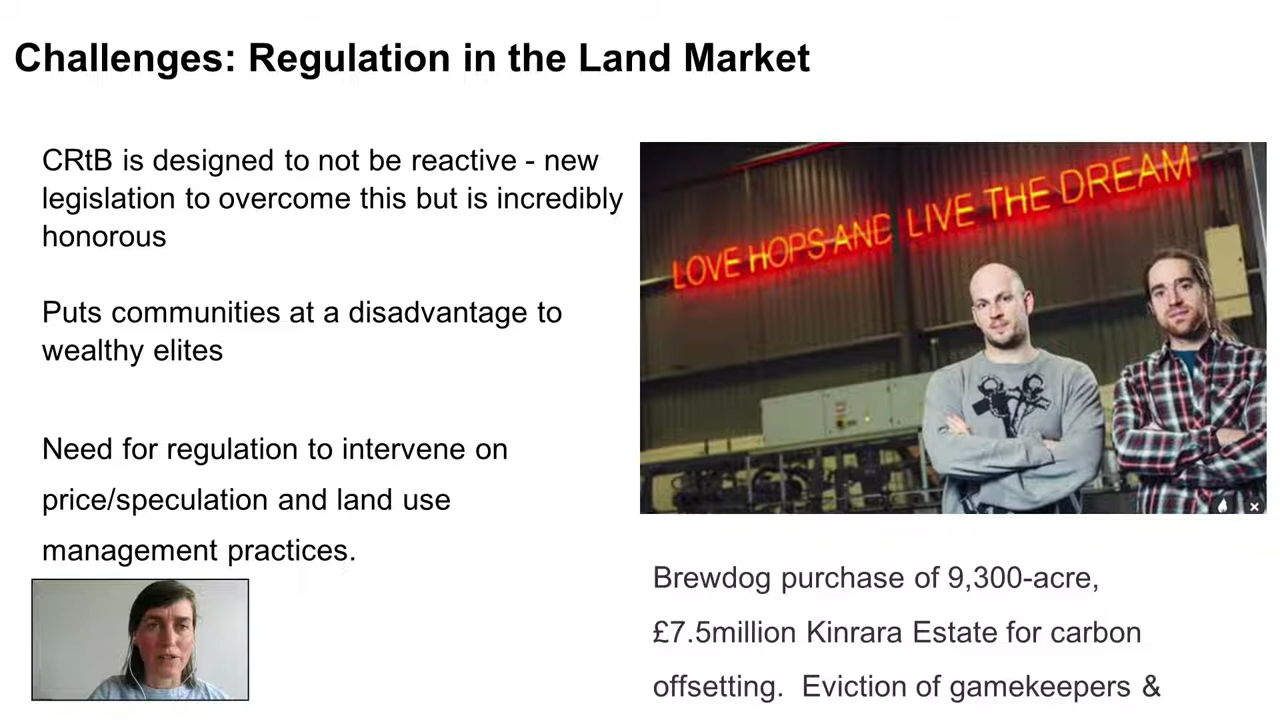 Challenges: Regulation in the Land Market
CRtB is designed to not be reactive - new
legislation to overcome this but is incredibly
honorous
Puts communities at a disadvantage to
wealthy elites
Need for regulation to intervene on
price/speculation and land use
management practices.
LOVE HOPS AND LIVE THE DREAM
Brewdog purchase of 9,300-acre,
£7.5million Kinrara Estate for carbon
offsetting. Eviction of gamekeepers &